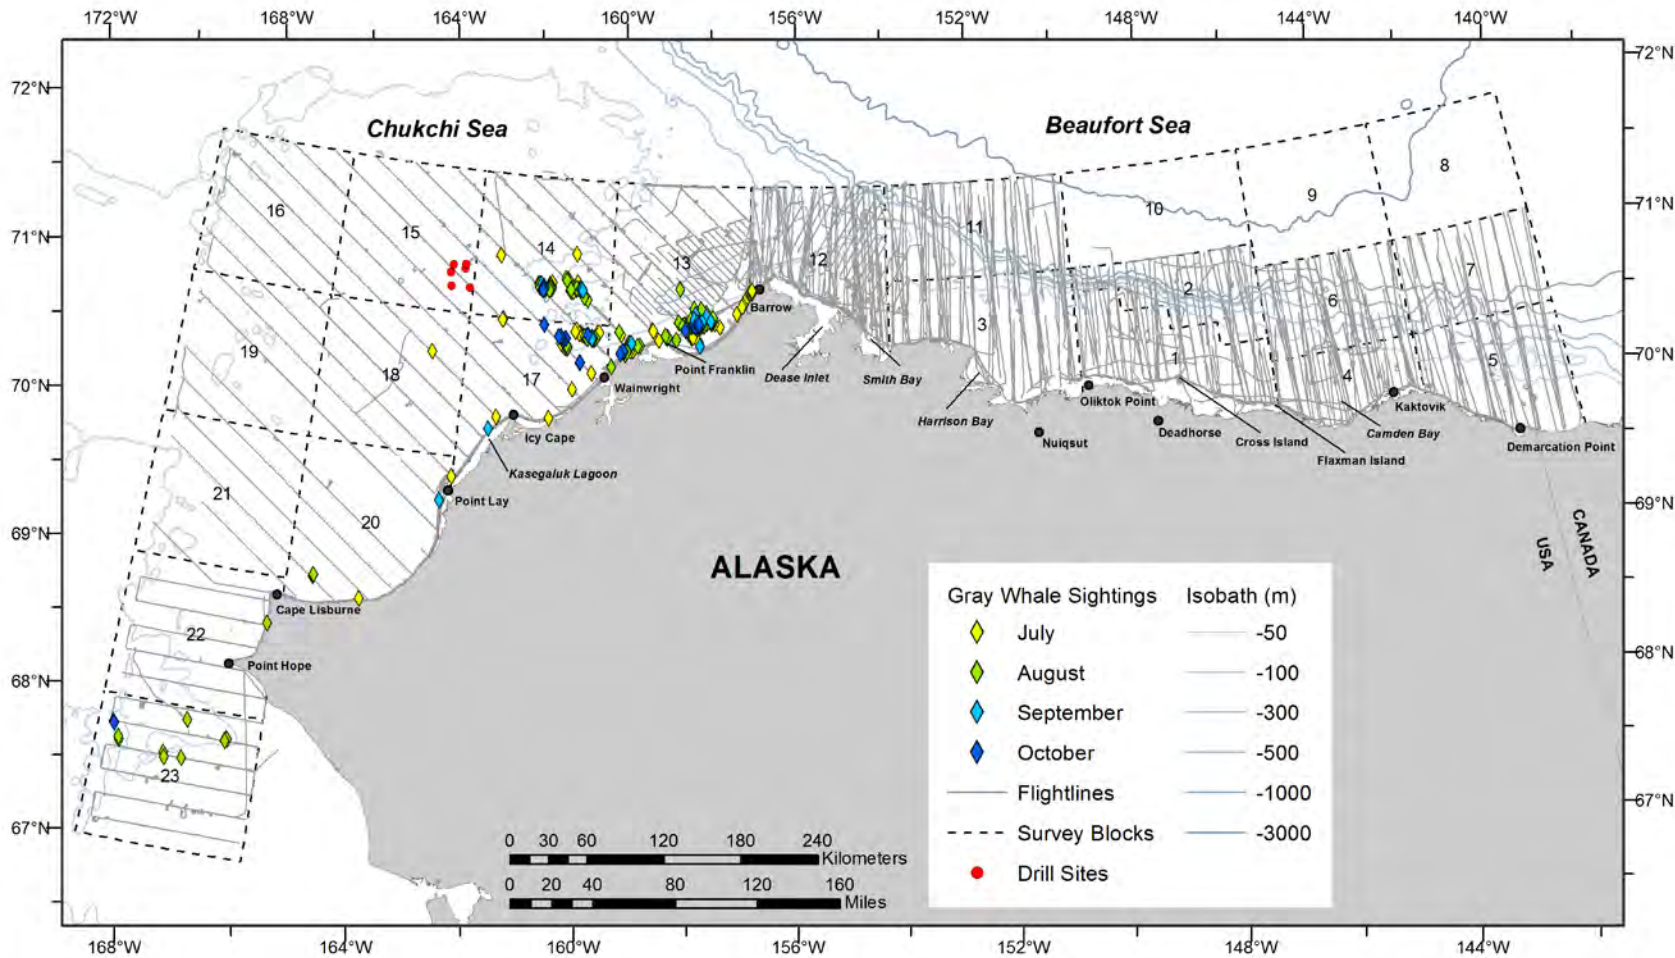 172°W 168°W 164°W 160°W 156°W 152°W 148°W 144°W 140°W
72°N
72°N
71°N
71°N
70°N
70°N
69°N
69°N
68°N
68°N
67°N
67°N
Chukchi Sea
Beaufort Sea
16
15
14
13
12
11
10
9
8
19
18
17
3
2
1
6
7
4
5
21
20
22
23
Barrow
Point Franklin
Wainwright
Icy Cape
Kasegaluk Lagoon
Point Lay
Cape Lisburne
Point Hope
Dease Inlet
Smith Bay
Harrison Bay
Oliktok Point
Nuiqsut
Deadhorse
Cross Island
Flaxman Island
Camden Bay
Kaktovik
Demarcation Point
ALASKA
USA
CANADA
Gray Whale Sightings Isobath (m)
July -50
August -100
September -300
October -500
Flightlines -1000
Survey Blocks -3000
Drill Sites
0 30 60 120 180 240
Kilometers
0 20 40 80 120 160
Miles
168°W 164°W 160°W 156°W 152°W 148°W 144°W